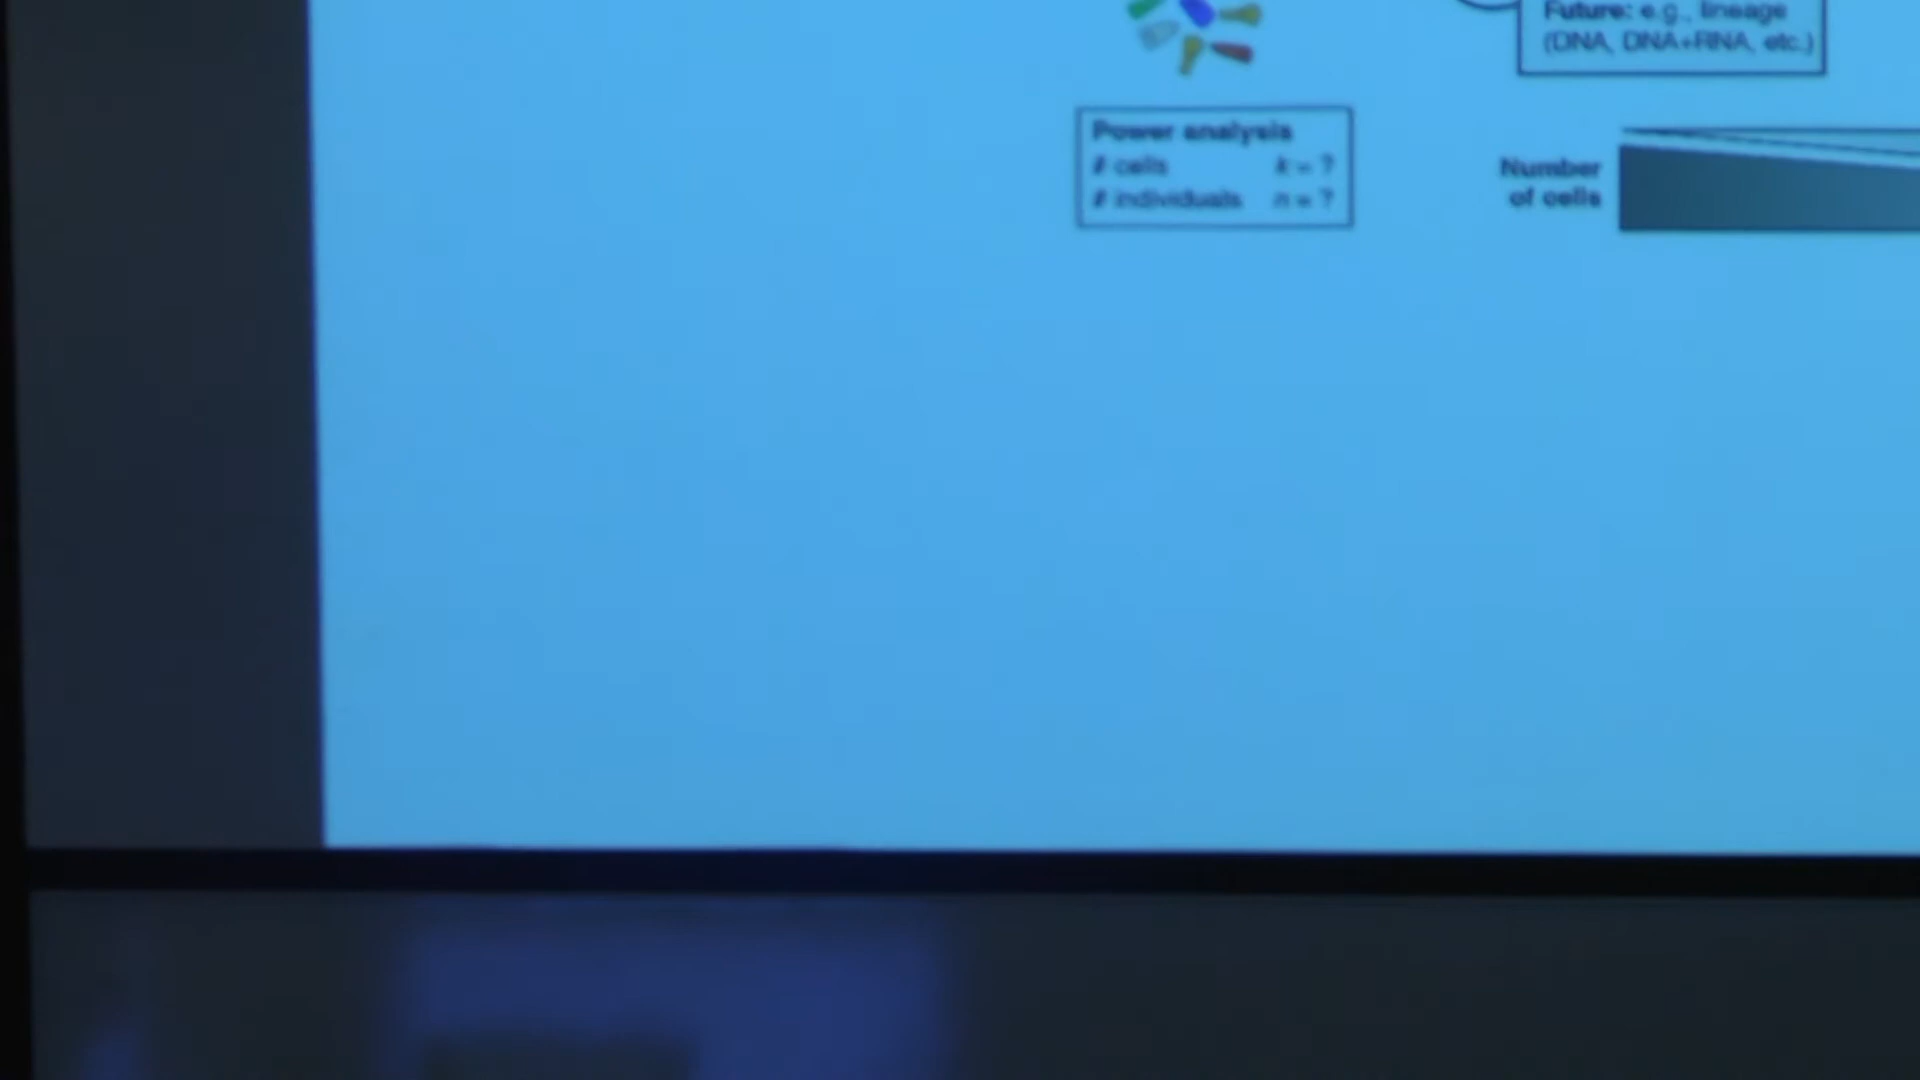 Future: e.g., lineage
(DNA, DNA+RNA, etc.)
Power analysis
# cells k = ?
# individuals n = ?
Number
of cells